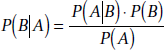 P(B|A) = P(A|B) · P(B) / P(A)